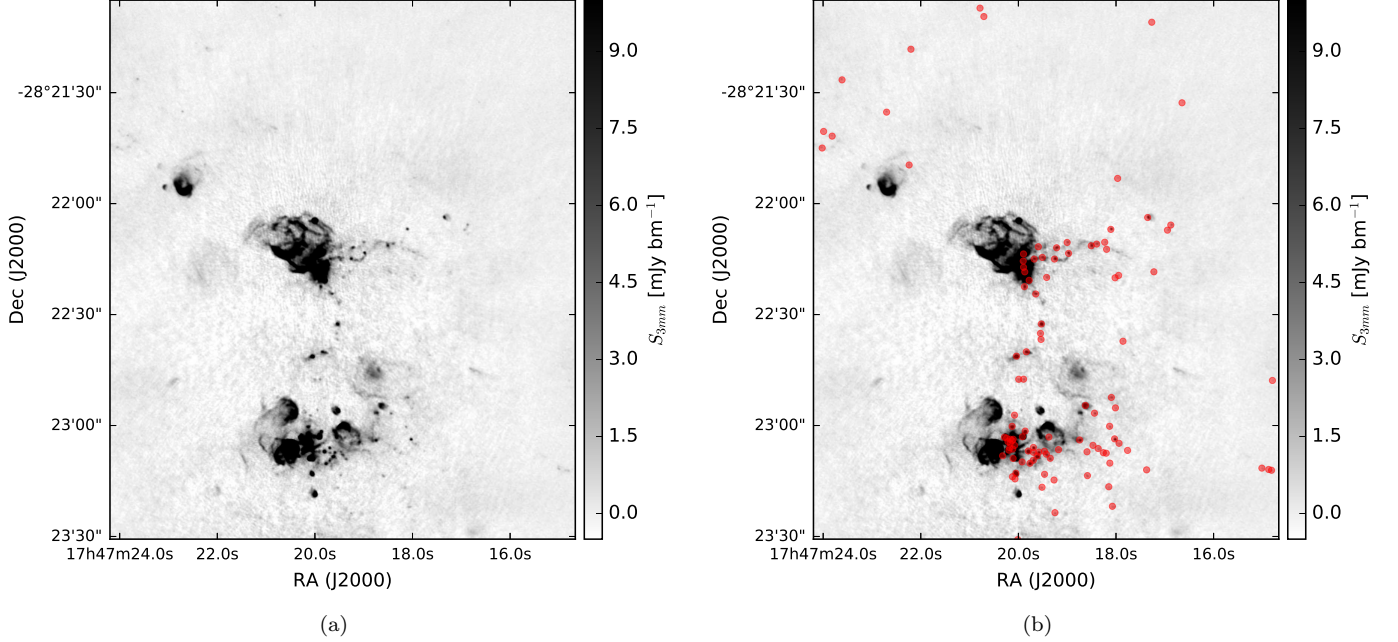 -28°21'30"
22'00"
22'30"
23'00"
23'30"
17h47m24.0s 22.0s 20.0s 18.0s 16.0s
RA (J2000)
Dec (J2000)
9.0
7.5
6.0
4.5
3.0
1.5
0.0
S3mm [mJy bm−1]
(a)
-28°21'30"
22'00"
22'30"
23'00"
23'30"
17h47m24.0s 22.0s 20.0s 18.0s 16.0s
RA (J2000)
Dec (J2000)
9.0
7.5
6.0
4.5
3.0
1.5
0.0
S3mm [mJy bm−1]
(b)